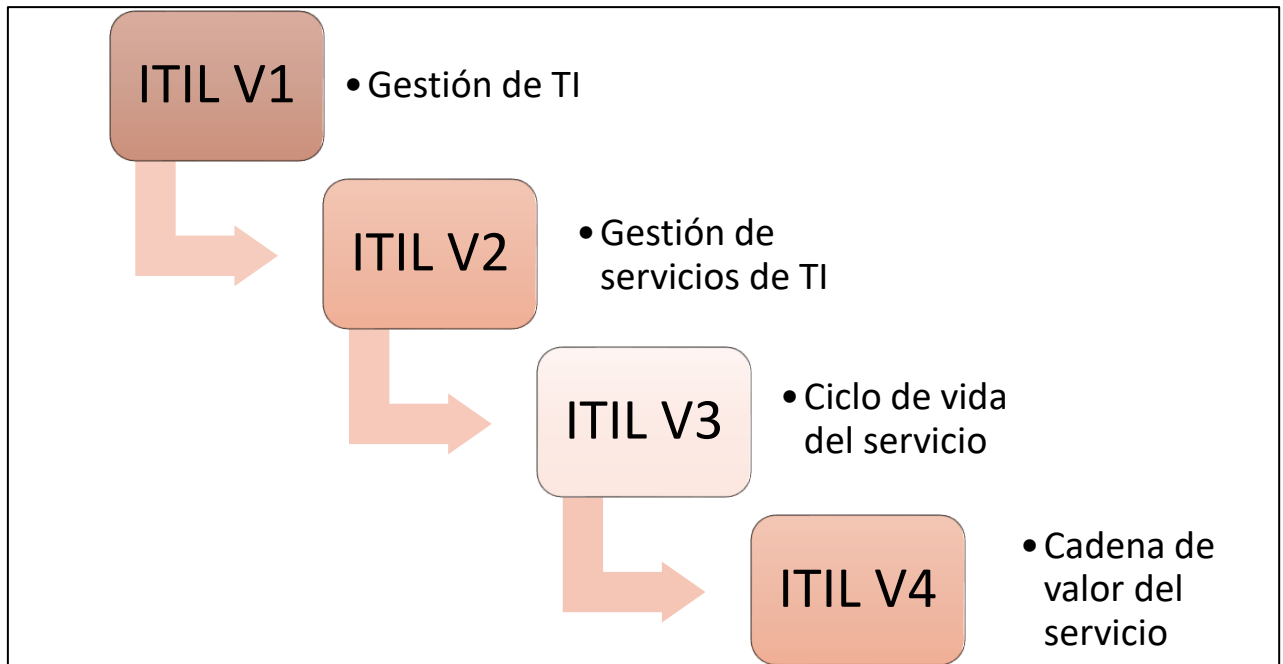 ITIL V1
• Gestión de TI
ITIL V2
• Gestión de
servicios de TI
ITIL V3
• Ciclo de vida
del servicio
ITIL V4
• Cadena de
valor del
servicio